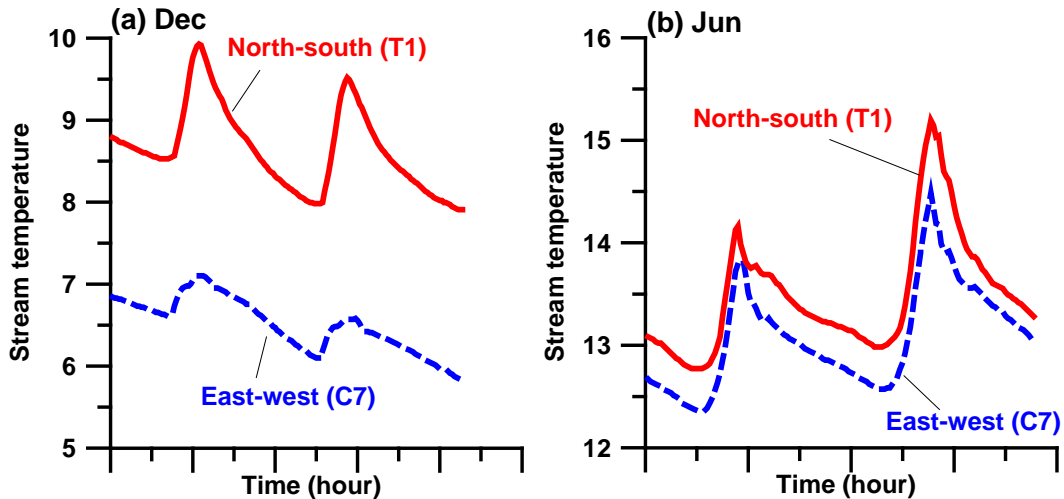 (a) Dec
10
9
8
7
6
5
Stream temperature
North-south (T1)
East-west (C7)
Time (hour)
(b) Jun
16
15
14
13
12
Stream temperature
North-south (T1)
East-west (C7)
Time (hour)